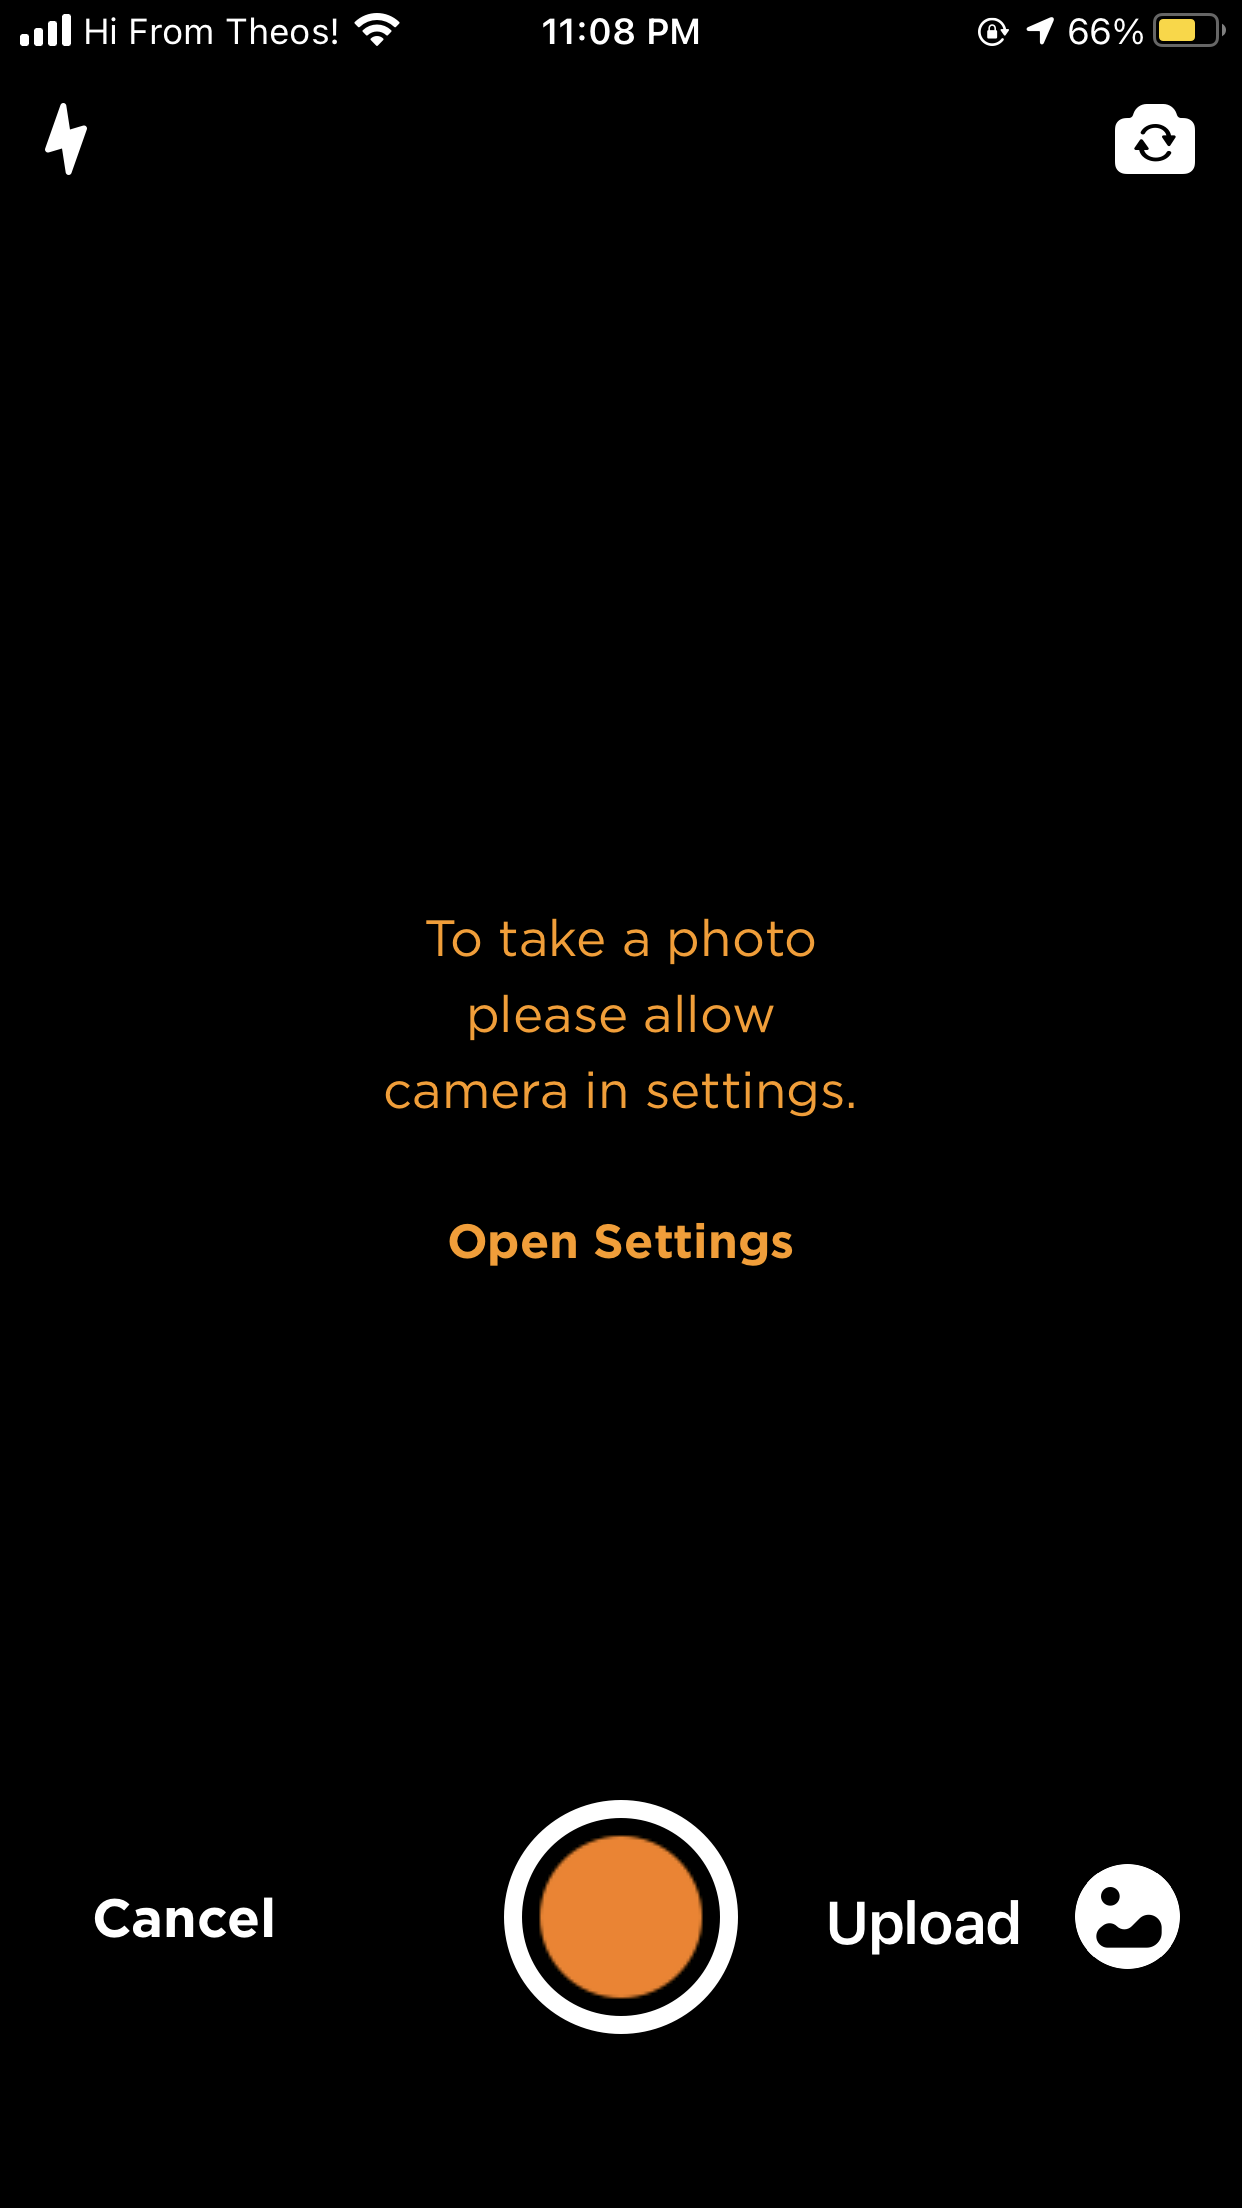 Hi From Theos!
11:08 PM
66%
To take a photo
please allow
camera in settings.
Open Settings
Cancel
Upload